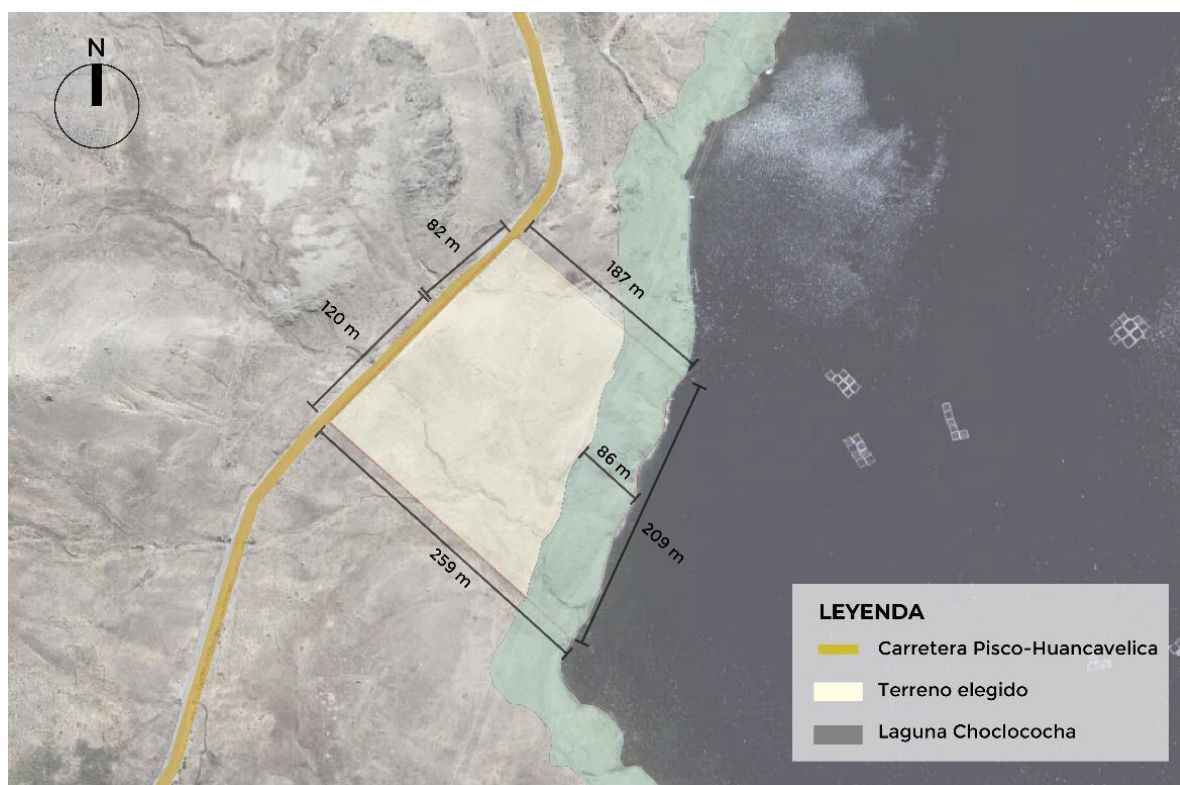 N
82 m
187 m
120 m
86 m
209 m
259 m
LEYENDA
Carretera Pisco-Huancavelica
Terreno elegido
Laguna Choclococha